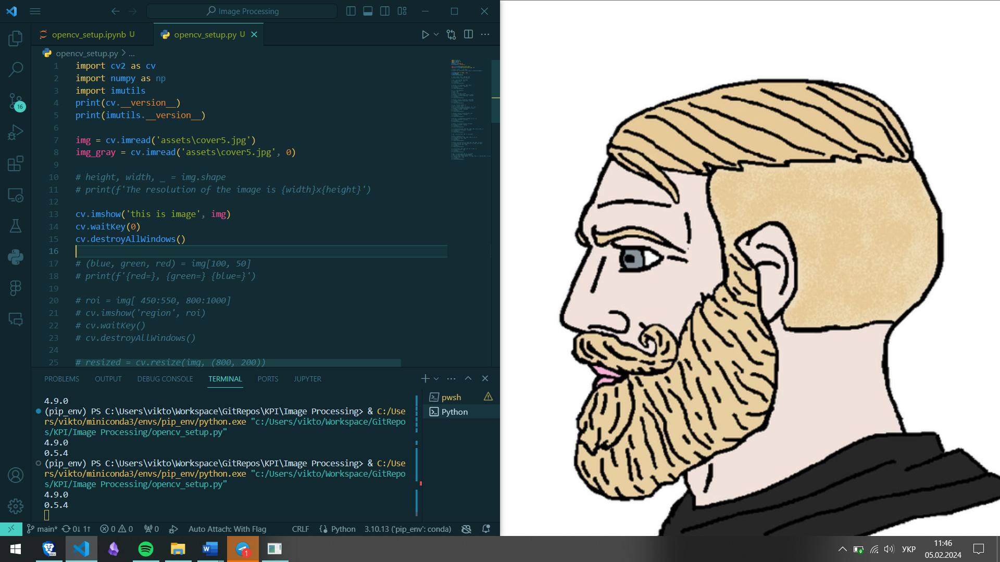 Image Processing
opencv_setup.ipynb U
opencv_setup.py U
opencv_setup.py > ...
1 import cv2 as cv
2 import numpy as np
3 import imutils
4 print(cv.__version__)
5 print(imutils.__version__)
6
7 img = cv.imread('assets\cover5.jpg')
8 img_gray = cv.imread('assets\cover5.jpg', 0)
9
10 # height, width, _ = img.shape
11 # print(f'The resolution of the image is {width}x{height}')
12
13 cv.imshow('this is image', img)
14 cv.waitKey(0)
15 cv.destroyAllWindows()
16
17 # (blue, green, red) = img[100, 50]
18 # print(f'{red=}, {green=} {blue=}')
19
20 # roi = img[ 450:550, 800:1000]
21 # cv.imshow('region', roi)
22 # cv.waitKey()
23 # cv.destroyAllWindows()
24
25 # resized = cv.resize(img, (800, 200))
16
PROBLEMS OUTPUT DEBUG CONSOLE TERMINAL PORTS JUPYTER
4.9.0
(pip_env) PS C:\Users\vikto\Workspace\GitRepos\KPI\Image Processing> & C:/Use
rs/vikto/miniconda3/envs/pip_env/python.exe "c:/Users/vikto/Workspace/GitRepo
s/KPI/Image Processing/opencv_setup.py"
4.9.0
0.5.4
(pip_env) PS C:\Users\vikto\Workspace\GitRepos\KPI\Image Processing> & C:/Use
rs/vikto/miniconda3/envs/pip_env/python.exe "c:/Users/vikto/Workspace/GitRepo
s/KPI/Image Processing/opencv_setup.py"
4.9.0
0.5.4
pwsh
Python
main* 0↓ 1↑ 0 0 0 Auto Attach: With Flag CRLF Python 3.10.13 ('pip_env': conda)
dev
W
1
УКР
11:46
05.02.2024